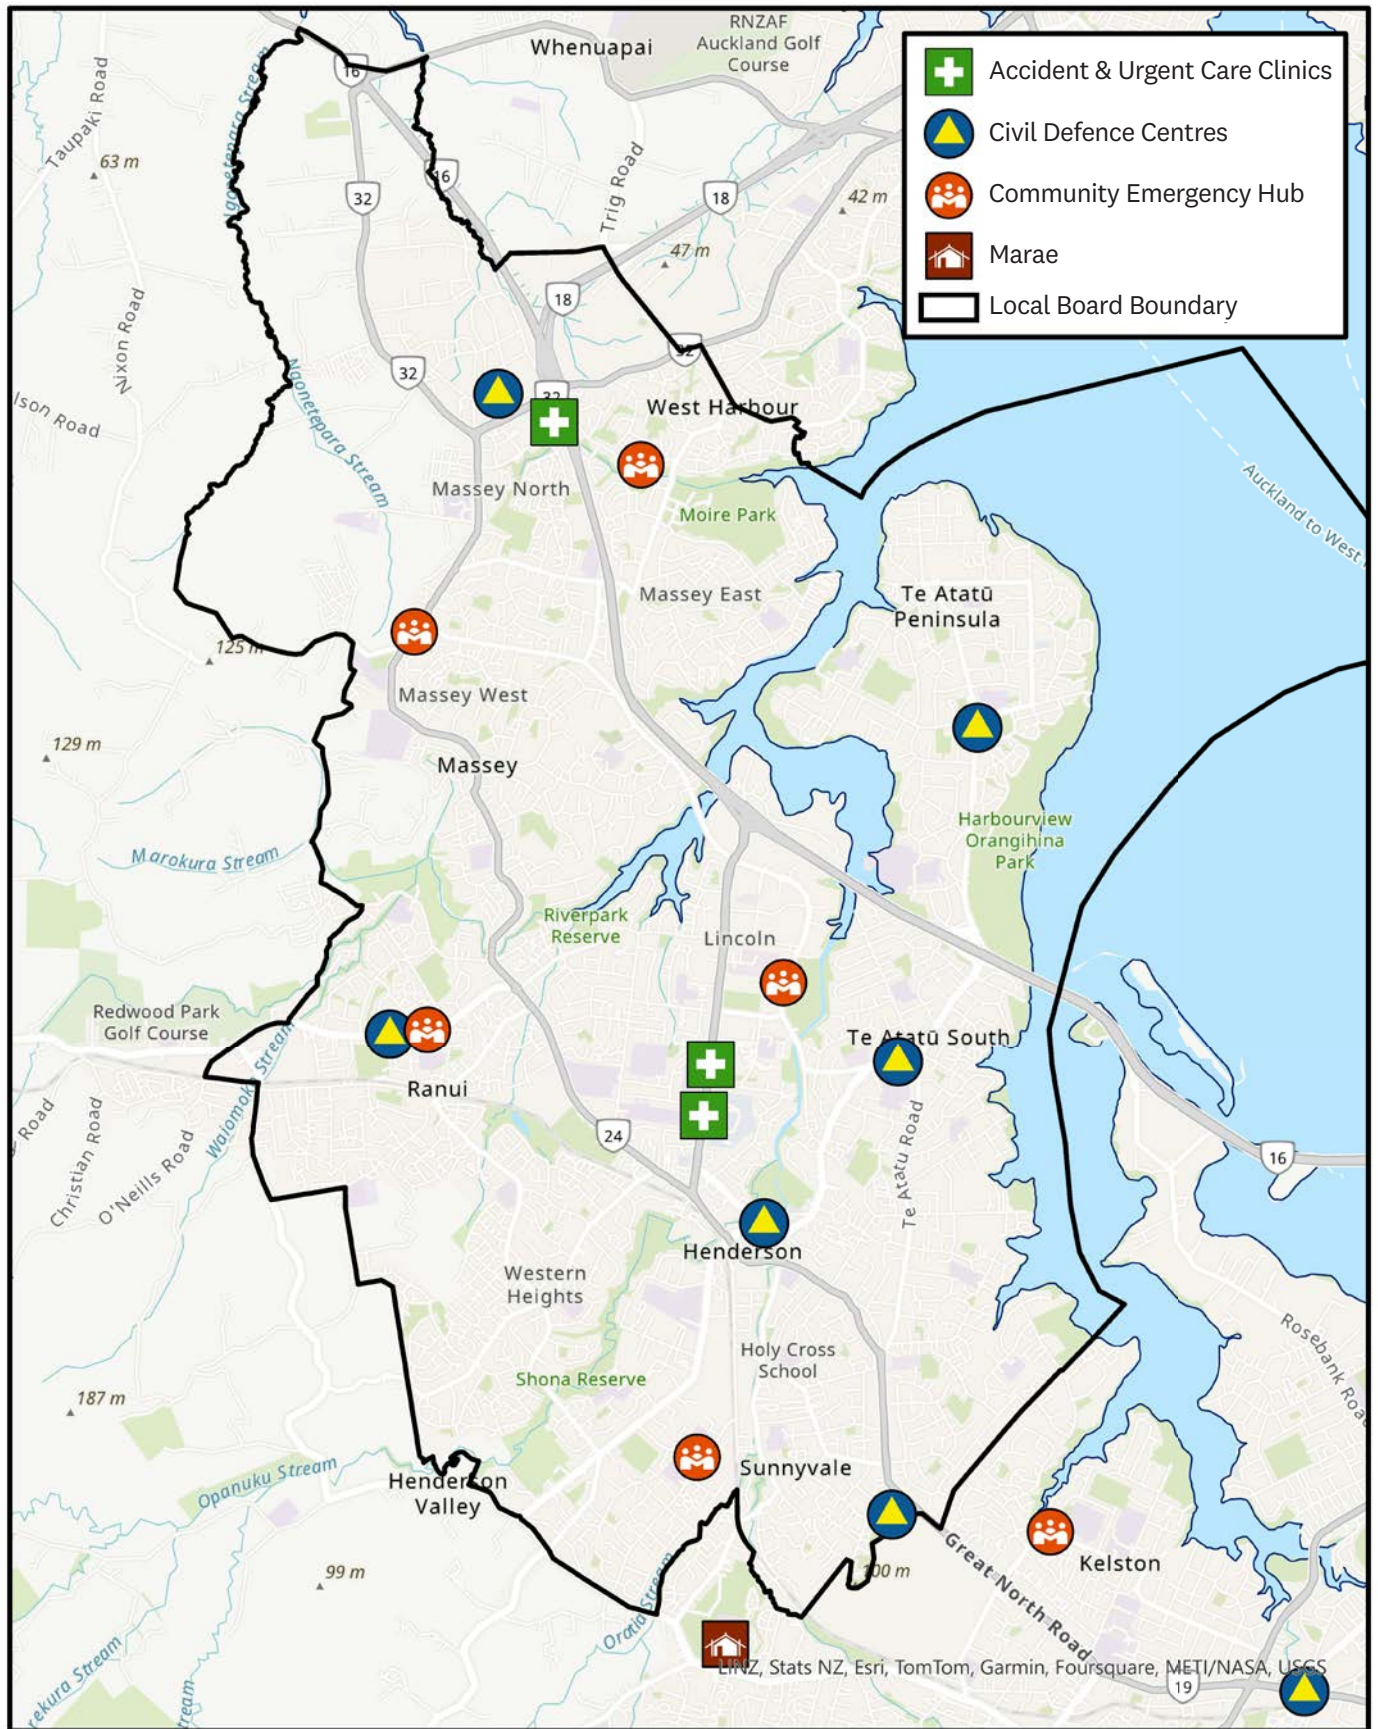 Whenuapai
RNZAF
Auckland Golf
Course
Accident & Urgent Care Clinics
Civil Defence Centres
Community Emergency Hub
Marae
Local Board Boundary
16
Taupaki Road
63 m
Ngongetepara Stream
16
32
Trig Road
18
42 m
47 m
18
Nixon Road
32
32
32
West Harbour
Ngongetepara Stream
Massey North
Moire Park
Auckland to West
Massey East
Te Atatū
Peninsula
125 m
Massey West
129 m
Massey
Harbourview
Orangihina
Park
Marokura Stream
Riverpark
Reserve
Lincoln
Redwood Park
Golf Course
Te Atatū South
Ranui
Road
Christian Road
O'Neills Road
Waiomoki Stream
24
Te Atatu Road
16
Henderson
Western
Heights
Holy Cross
School
Rosebank Road
Shona Reserve
187 m
Sunnyvale
Opanuku Stream
Henderson
Valley
Great North Road
Kelston
99 m
100 m
Oratia Stream
LINZ, Stats NZ, Esri, TomTom, Garmin, Foursquare, METI/NASA, USGS
19